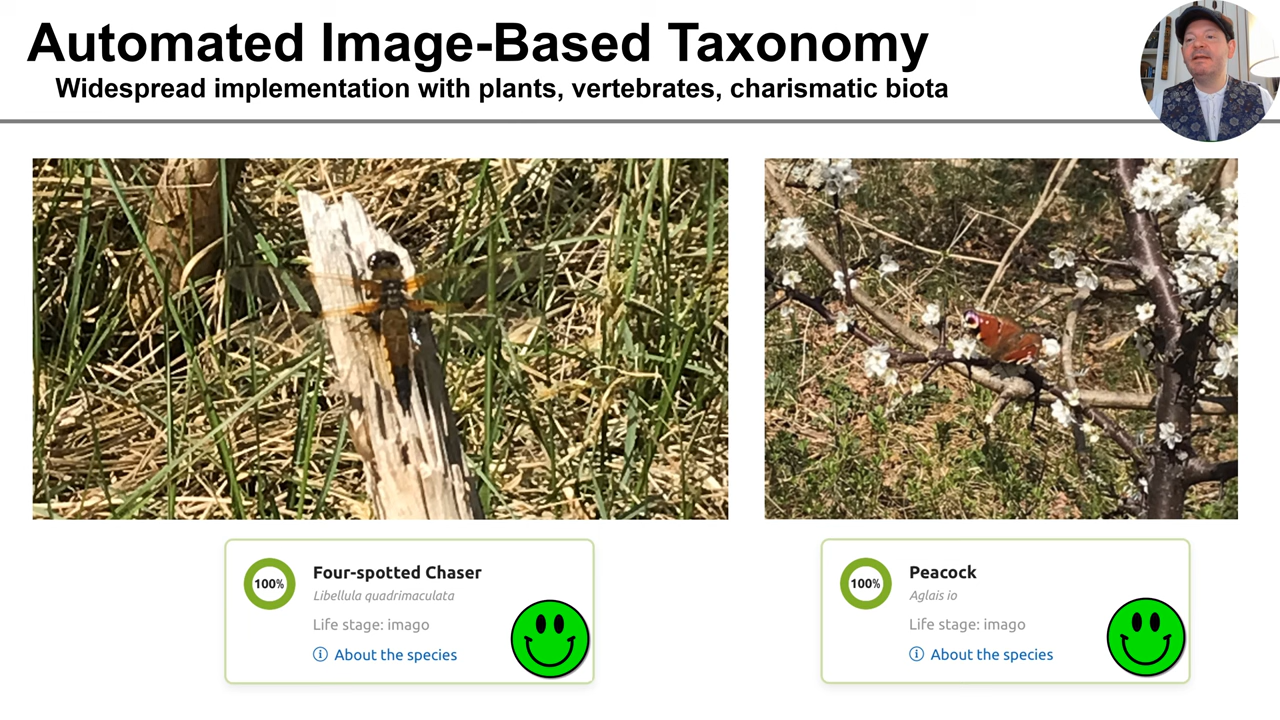 Automated Image-Based Taxonomy
Widespread implementation with plants, vertebrates, charismatic biota
100%
Four-spotted Chaser
Libellula quadrimaculata
Life stage: imago
About the species
100%
Peacock
Aglais io
Life stage: imago
About the species